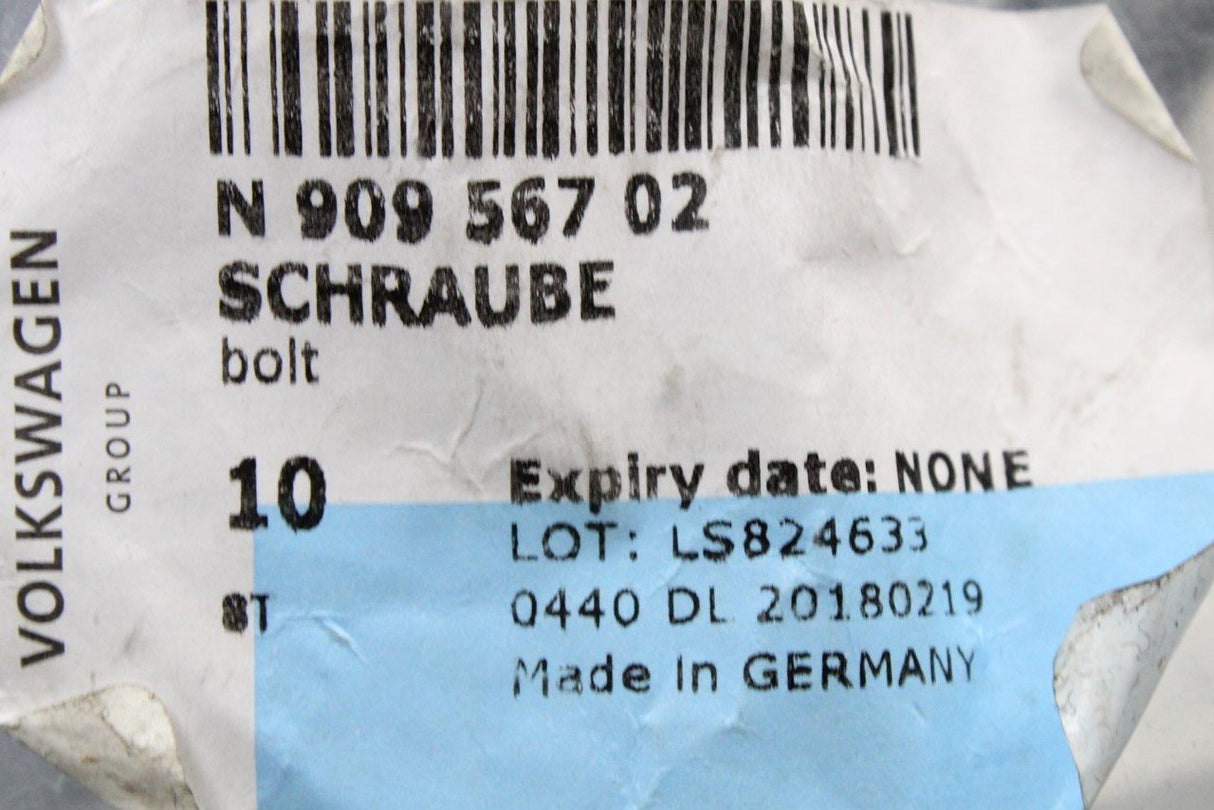 N 909 567 02
SCHRAUBE
bolt
10
ST
Expiry date: NONE
LOT: LS824633
0440 DL 20180219
Made in GERMANY
VOLKSWAGEN
GROUP